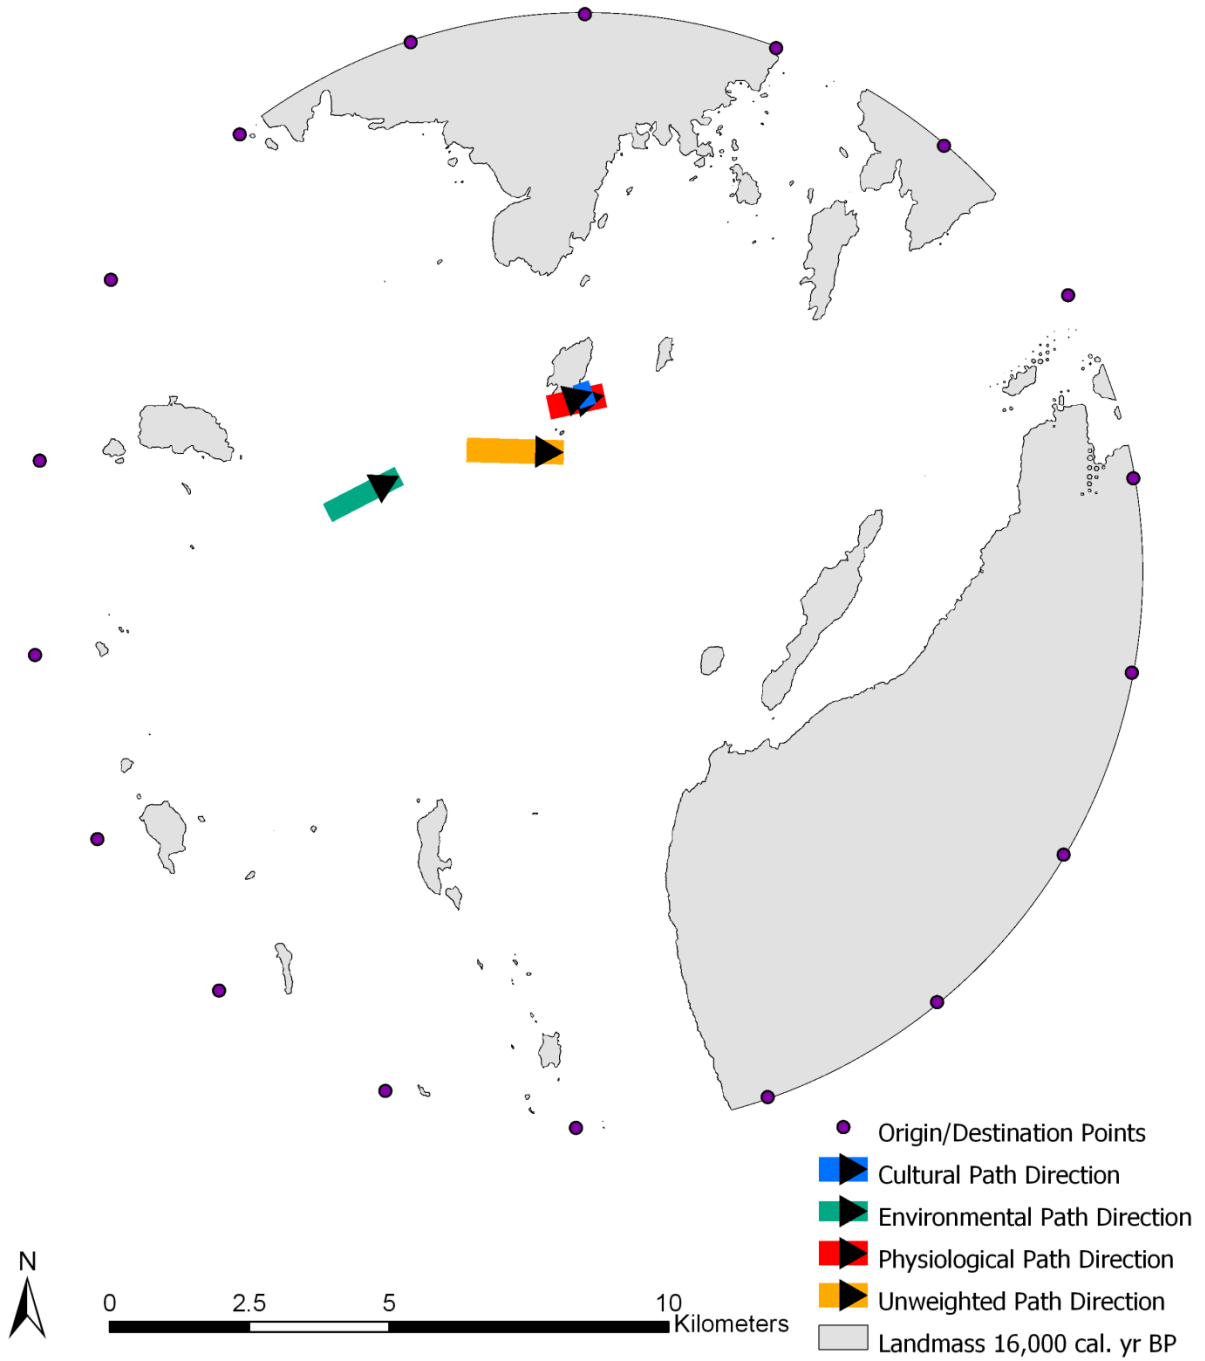 Origin/Destination Points
Cultural Path Direction
Environmental Path Direction
Physiological Path Direction
Unweighted Path Direction
Landmass 16,000 cal. yr BP
N
0 2.5 5 10
Kilometers